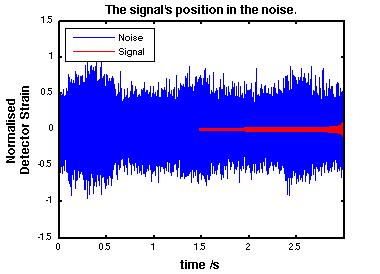 The signal's position in the noise.
1.5
1
0.5
0
-0.5
-1
-1.5
Normalised
Detector Strain
Noise
Signal
0 0.5 1 1.5 2 2.5
time /s